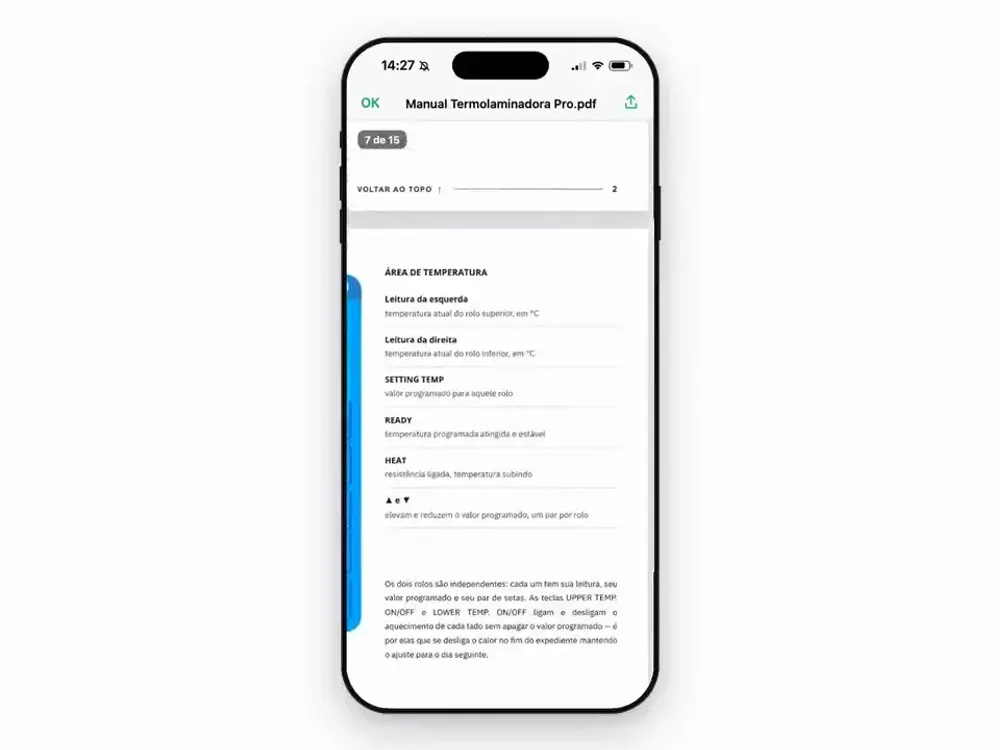 14:27
OK
Manual Termolaminadora Pro.pdf
7 de 15
VOLTAR AO TOPO ↑
2
ÁREA DE TEMPERATURA
Leitura da esquerda
temperatura atual do rolo superior, em °C
Leitura da direita
temperatura atual do rolo inferior, em °C
SETTING TEMP
valor programado para aquele rolo
READY
temperatura programada atingida e estável
HEAT
resistência ligada, temperatura subindo
▲ e ▼
elevam e reduzem o valor programado, um par por rolo
Os dois rolos são independentes: cada um tem sua leitura, seu
valor programado e seu par de setas. As teclas UPPER TEMP.
ON/OFF e LOWER TEMP. ON/OFF ligam e desligam o
aquecimento de cada lado sem apagar o valor programado — é
por elas que se desliga o calor no fim do expediente mantendo
o ajuste para o dia seguinte.